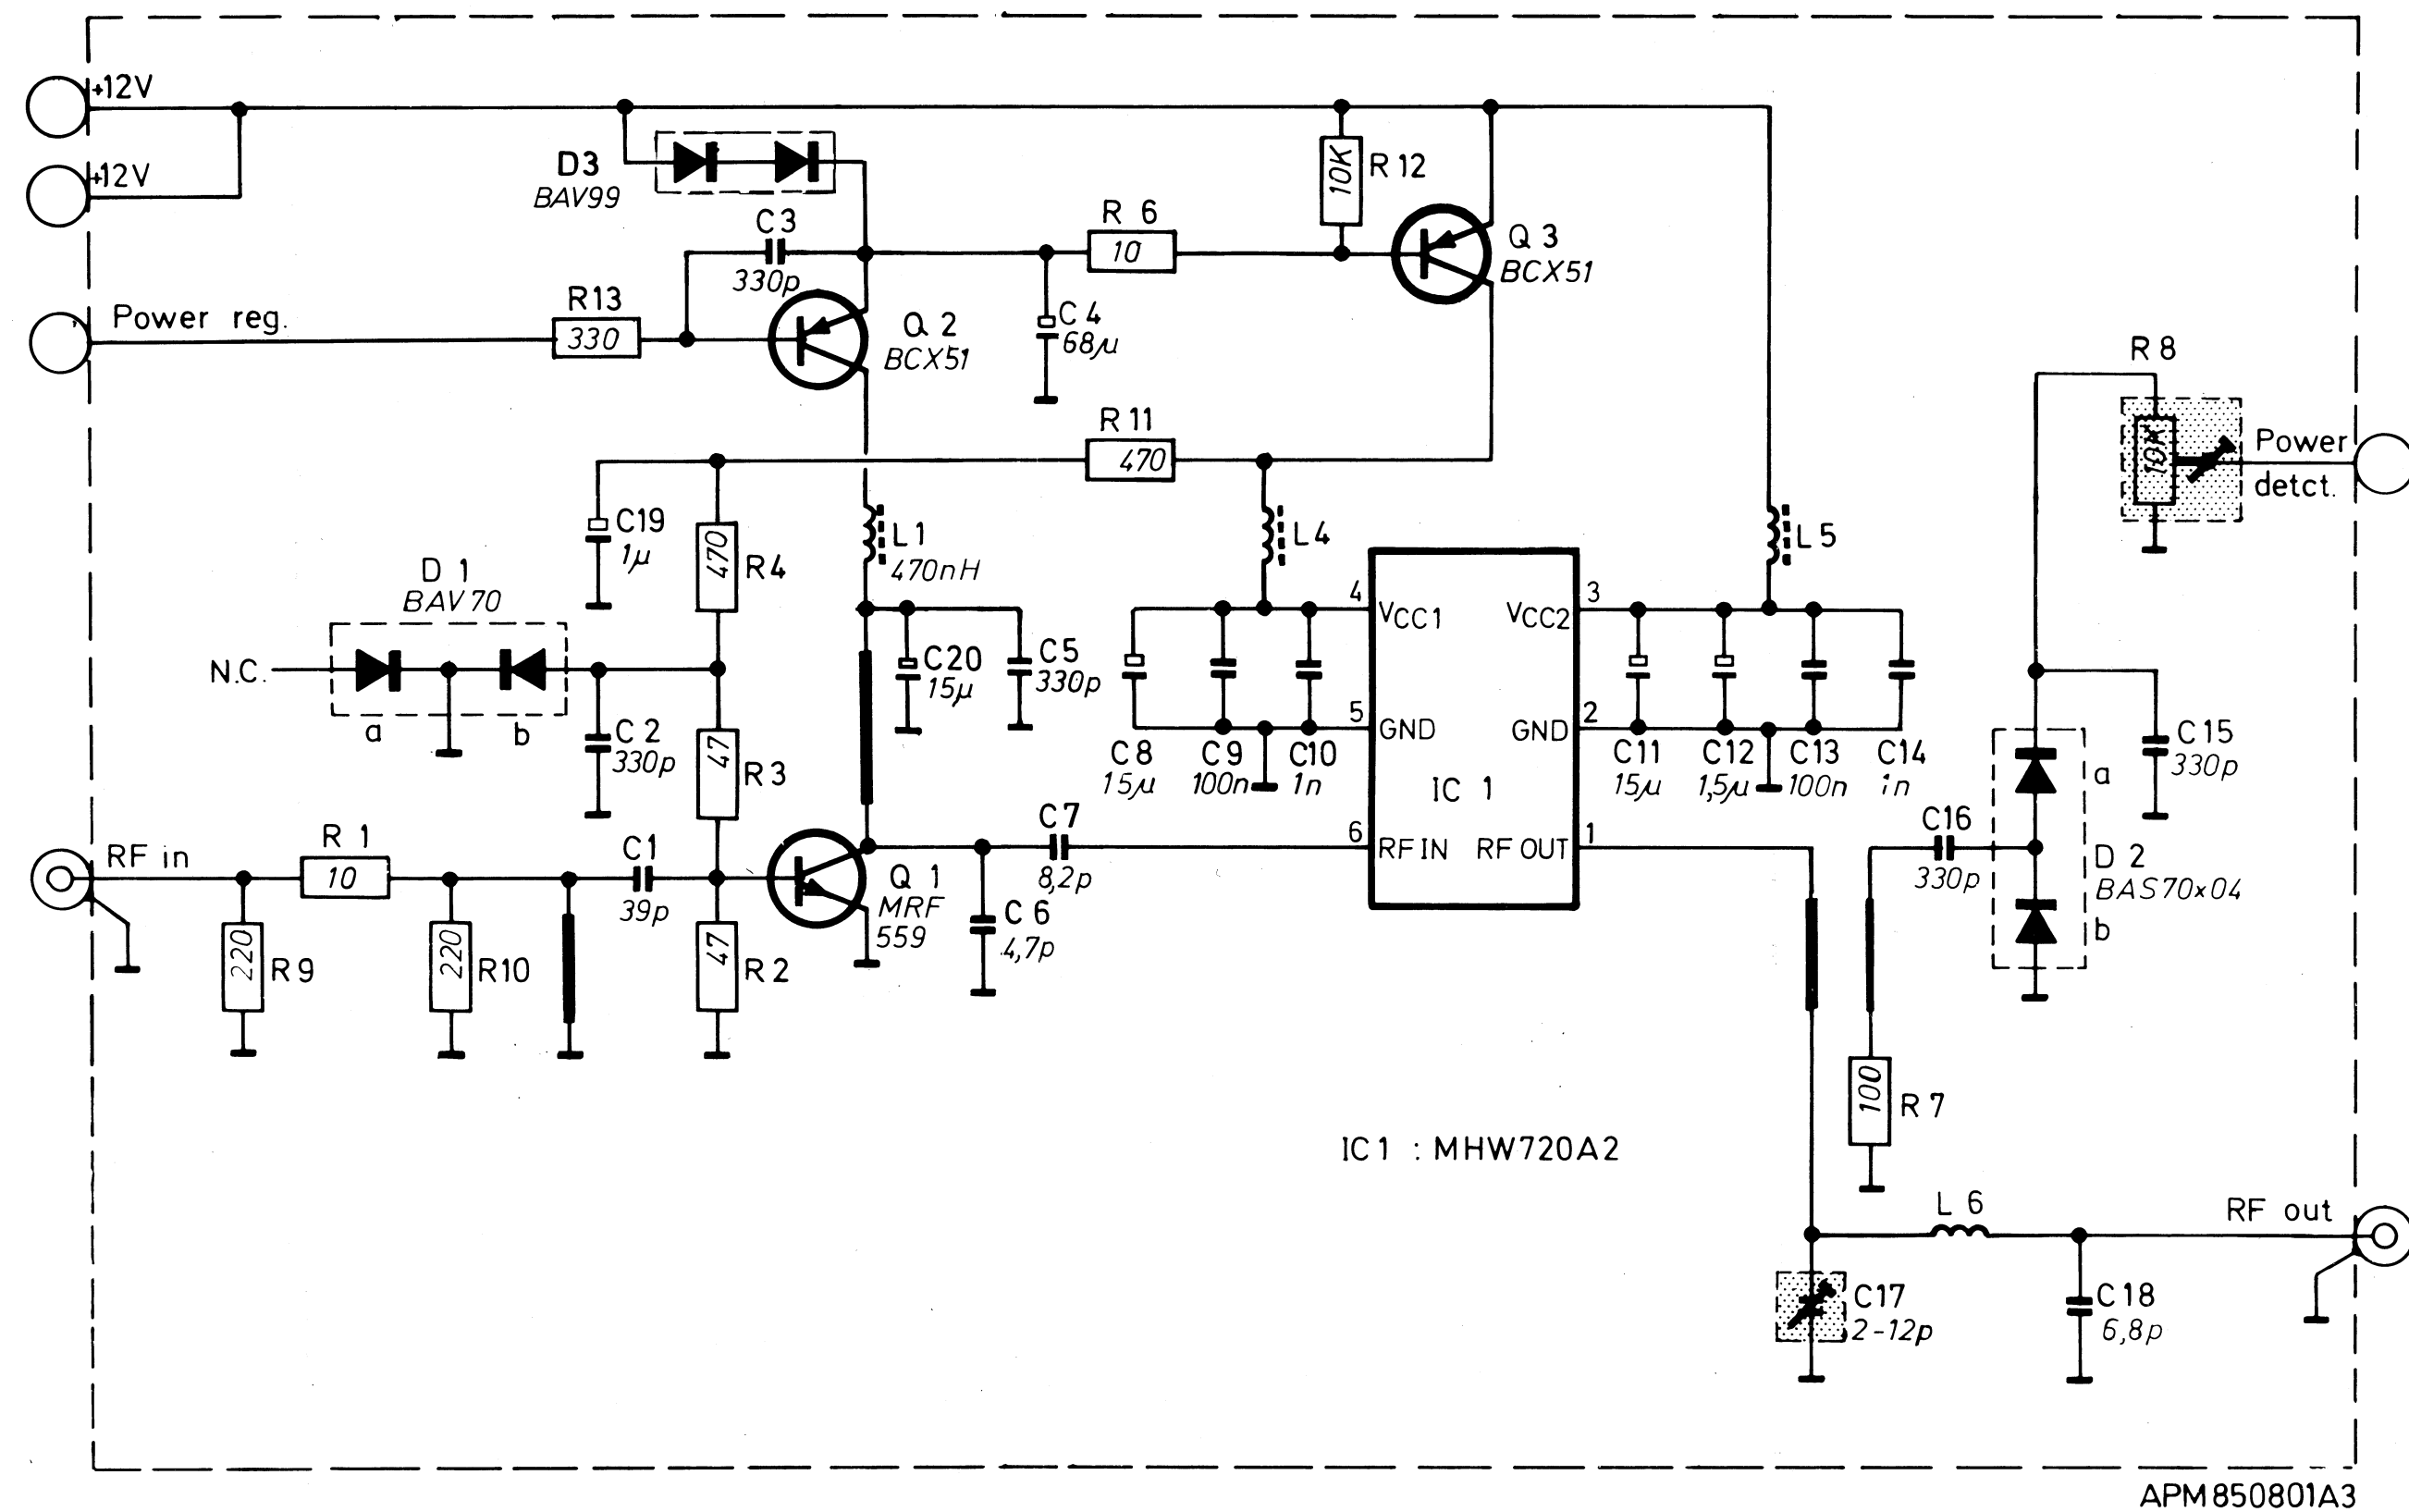 +12V
+12V
D3
BAV99
C3
330p
R 6
10
10K
R 12
Q 3
BCX51
Power reg.
R13
330
Q 2
BCX51
C 4
68µ
R 8
10K
Power
detct.
R 11
470
C19
1µ
470
R4
L1
470nH
L4
L5
D 1
BAV70
N.C.
a
b
C 2
330p
47
R3
C20
15µ
C5
330p
4
VCC1
VCC2
3
5
GND
GND
2
IC 1
6
RF IN
RF OUT
1
C8
15µ
C9
100n
C10
1n
C11
15µ
C12
1,5µ
C13
100n
C14
1n
C15
330p
a
b
D 2
BAS70x04
C16
330p
RF in
R 1
10
C1
39p
C7
8,2p
Q 1
MRF
559
C 6
4,7p
220
R9
220
R10
47
R2
100
R 7
IC1 : MHW720A2
L 6
RF out
C17
2-12p
C18
6,8p
APM850801A3